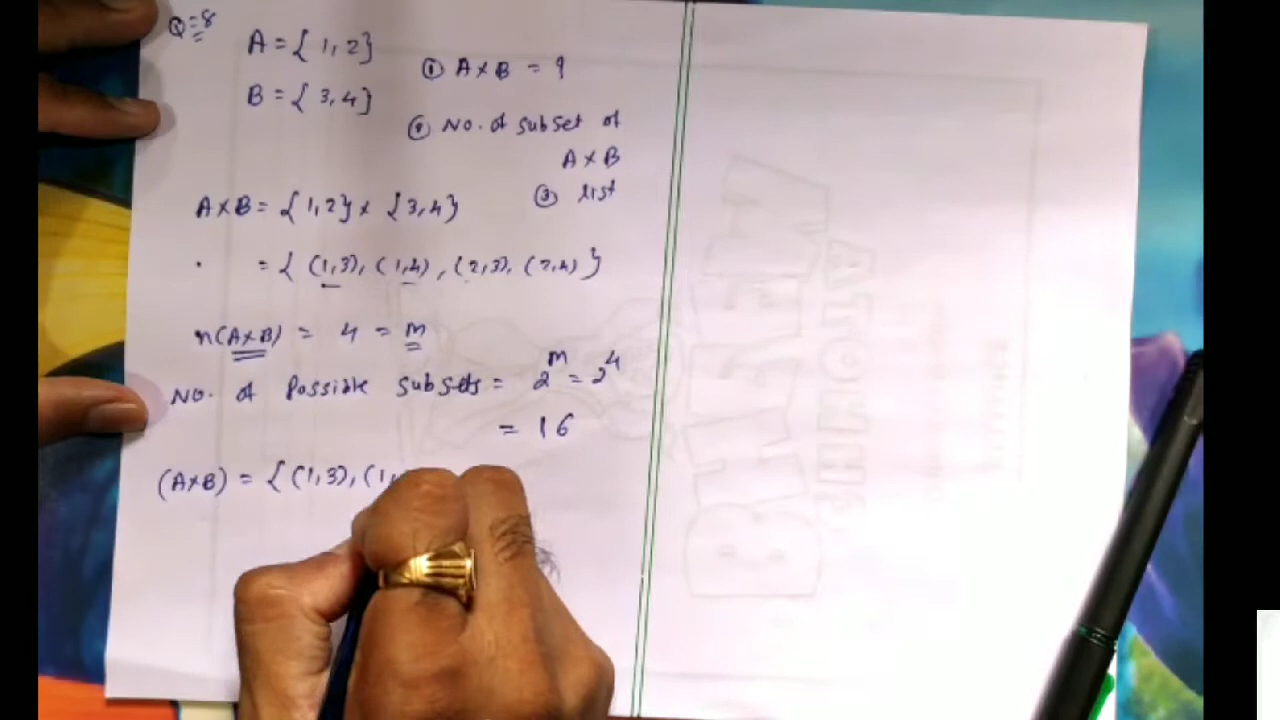 Q=8
A = { 1, 2 }
B = { 3, 4 }
① A × B = ?
② No. of subset of
A × B
③ list
A × B = { 1, 2 } × { 3, 4 }
= { (1,3), (1,4), (2,3), (2,4) }
n(A×B) = 4 = m
No. of Possible subsets = 2^m = 2^4
= 16
(A×B) = { (1,3), (1,